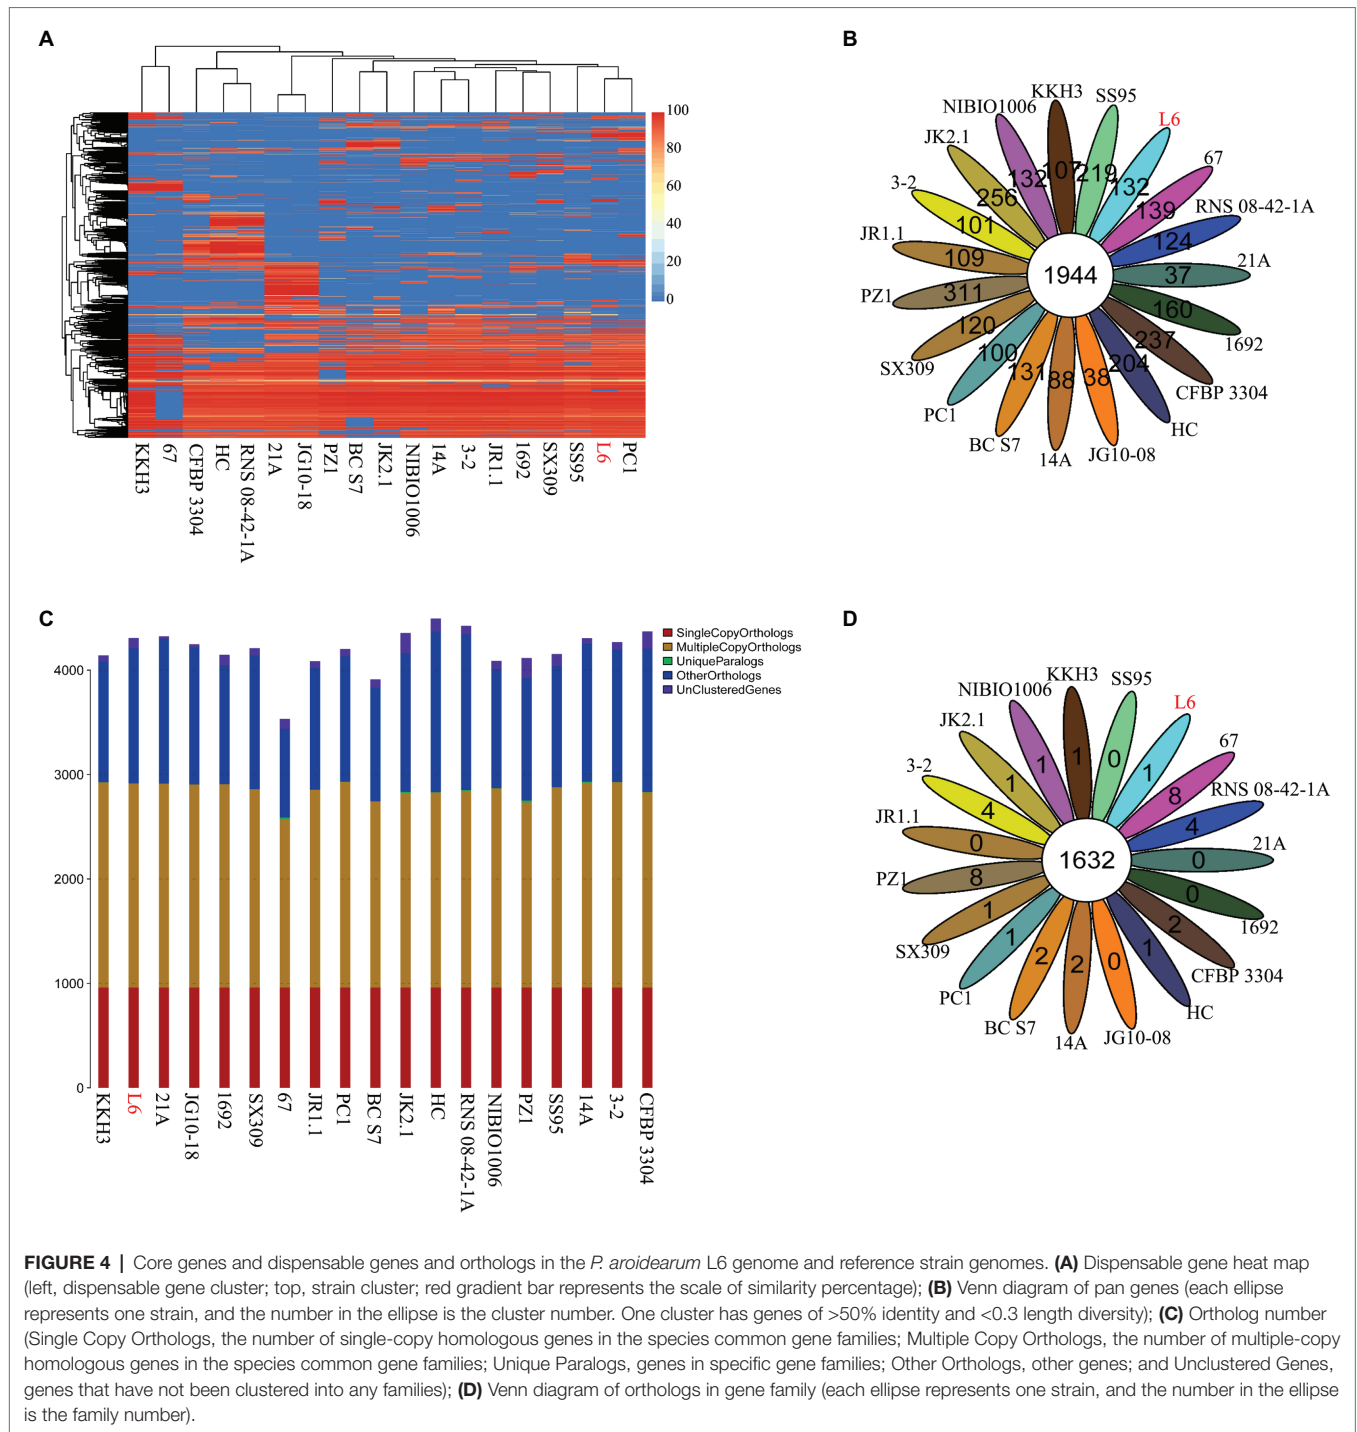 A
100
80
60
40
20
0
KKH3
67
CFBP 3304
HC
RNS 08-42-1A
21A
JG10-18
PZ1
BC S7
JK2.1
NIBIO1006
14A
3-2
JR1.1
1692
SX309
SS95
L6
PC1
B
KKH3
SS95
L6
67
RNS 08-42-1A
21A
1692
CFBP 3304
HC
JG10-08
14A
BC S7
PC1
SX309
PZ1
JR1.1
3-2
JK2.1
NIBIO1006
107
219
132
139
124
37
160
237
204
38
88
131
100
120
311
109
101
256
132
1944
C
4000
3000
2000
1000
0
SingleCopyOrthologs
MultipleCopyOrthologs
UniqueParalogs
OtherOrthologs
UnClusteredGenes
KKH3
L6
21A
JG10-18
1692
SX309
67
JR1.1
PC1
BC S7
JK2.1
HC
RNS 08-42-1A
NIBIO1006
PZ1
SS95
14A
3-2
CFBP 3304
D
KKH3
SS95
L6
67
RNS 08-42-1A
21A
1692
CFBP 3304
HC
JG10-08
14A
BC S7
PC1
SX309
PZ1
JR1.1
3-2
JK2.1
NIBIO1006
1
0
1
8
4
0
0
2
1
0
2
2
1
1
8
0
4
1
1
1632
FIGURE 4 | Core genes and dispensable genes and orthologs in the P. aroidearum L6 genome and reference strain genomes. (A) Dispensable gene heat map
(left, dispensable gene cluster; top, strain cluster; red gradient bar represents the scale of similarity percentage); (B) Venn diagram of pan genes (each ellipse
represents one strain, and the number in the ellipse is the cluster number. One cluster has genes of >50% identity and <0.3 length diversity); (C) Ortholog number
(Single Copy Orthologs, the number of single-copy homologous genes in the species common gene families; Multiple Copy Orthologs, the number of multiple-copy
homologous genes in the species common gene families; Unique Paralogs, genes in specific gene families; Other Orthologs, other genes; and Unclustered Genes,
genes that have not been clustered into any families); (D) Venn diagram of orthologs in gene family (each ellipse represents one strain, and the number in the ellipse
is the family number).